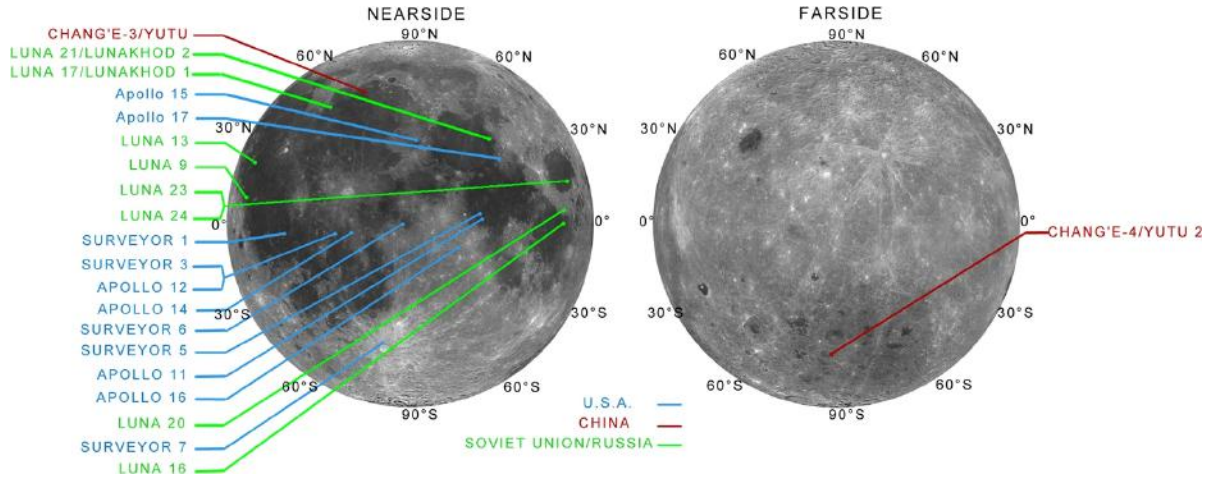 NEARSIDE
FARSIDE
CHANG'E-3/YUTU
LUNA 21/LUNAKHOD 2
LUNA 17/LUNAKHOD 1
Apollo 15
Apollo 17
LUNA 13
LUNA 9
LUNA 23
LUNA 24
SURVEYOR 1
SURVEYOR 3
APOLLO 12
APOLLO 14
SURVEYOR 6
SURVEYOR 5
APOLLO 11
APOLLO 16
LUNA 20
SURVEYOR 7
LUNA 16
90°N
60°N
60°N
30°N
30°N
0°
0°
30°S
30°S
60°S
60°S
90°S
90°N
60°N
60°N
30°N
30°N
0°
0°
CHANG'E-4/YUTU 2
30°S
30°S
60°S
60°S
90°S
U.S.A.
CHINA
SOVIET UNION/RUSSIA